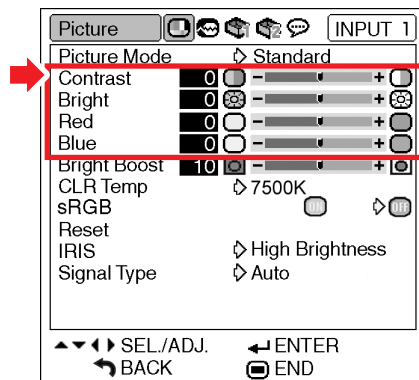 Picture INPUT 1
Picture Mode Standard
Contrast 0 - +
Bright 0 - +
Red 0 - +
Blue 0 - +
Bright Boost 10 - +
CLR Temp 7500K
sRGB ON OFF
Reset
IRIS High Brightness
Signal Type Auto
SEL./ADJ. ENTER
BACK END